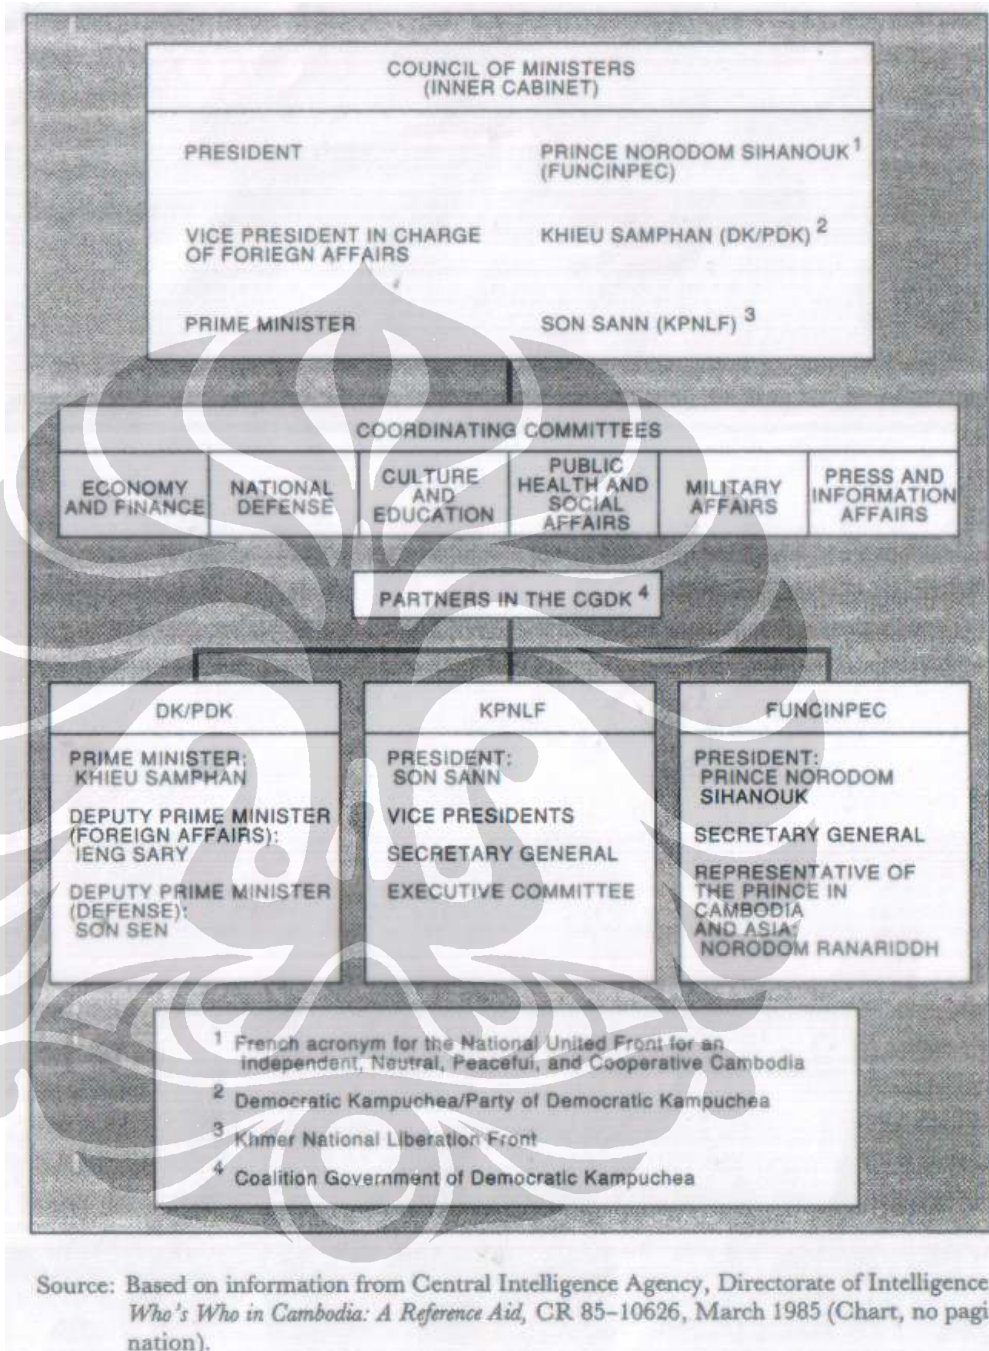 COUNCIL OF MINISTERS
(INNER CABINET)
PRESIDENT
PRINCE NORODOM SIHANOUK 1
(FUNCINPEC)
VICE PRESIDENT IN CHARGE
OF FORIEGN AFFAIRS
KHIEU SAMPHAN (DK/PDK) 2
PRIME MINISTER
SON SANN (KPNLF) 3
COORDINATING COMMITTEES
ECONOMY
AND FINANCE
NATIONAL
DEFENSE
CULTURE
AND
EDUCATION
PUBLIC
HEALTH AND
SOCIAL
AFFAIRS
MILITARY
AFFAIRS
PRESS AND
INFORMATION
AFFAIRS
PARTNERS IN THE CGDK 4
DK/PDK
PRIME MINISTER:
KHIEU SAMPHAN
DEPUTY PRIME MINISTER
(FOREIGN AFFAIRS):
IENG SARY
DEPUTY PRIME MINISTER
(DEFENSE):
SON SEN
KPNLF
PRESIDENT:
SON SANN
VICE PRESIDENTS
SECRETARY GENERAL
EXECUTIVE COMMITTEE
FUNCINPEC
PRESIDENT:
PRINCE NORODOM
SIHANOUK
SECRETARY GENERAL
REPRESENTATIVE OF
THE PRINCE IN
CAMBODIA
AND ASIA:
NORODOM RANARIDDH
1 French acronym for the National United Front for an
Independent, Neutral, Peaceful, and Cooperative Cambodia
2 Democratic Kampuchea/Party of Democratic Kampuchea
3 Khmer National Liberation Front
4 Coalition Government of Democratic Kampuchea
Source: Based on information from Central Intelligence Agency, Directorate of Intelligence
Who's Who in Cambodia: A Reference Aid, CR 85-10626, March 1985 (Chart, no pagi
nation).